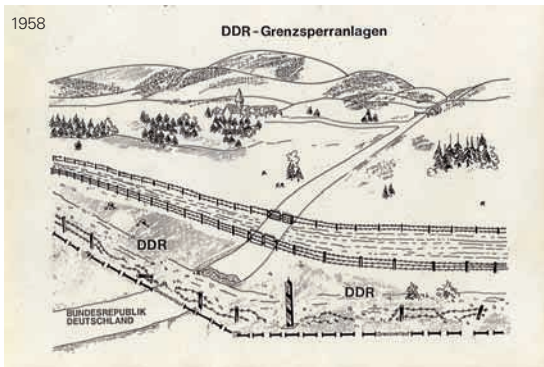 1958
DDR-Grenzsperranlagen
DDR
DDR
BUNDESREPUBLIK
DEUTSCHLAND